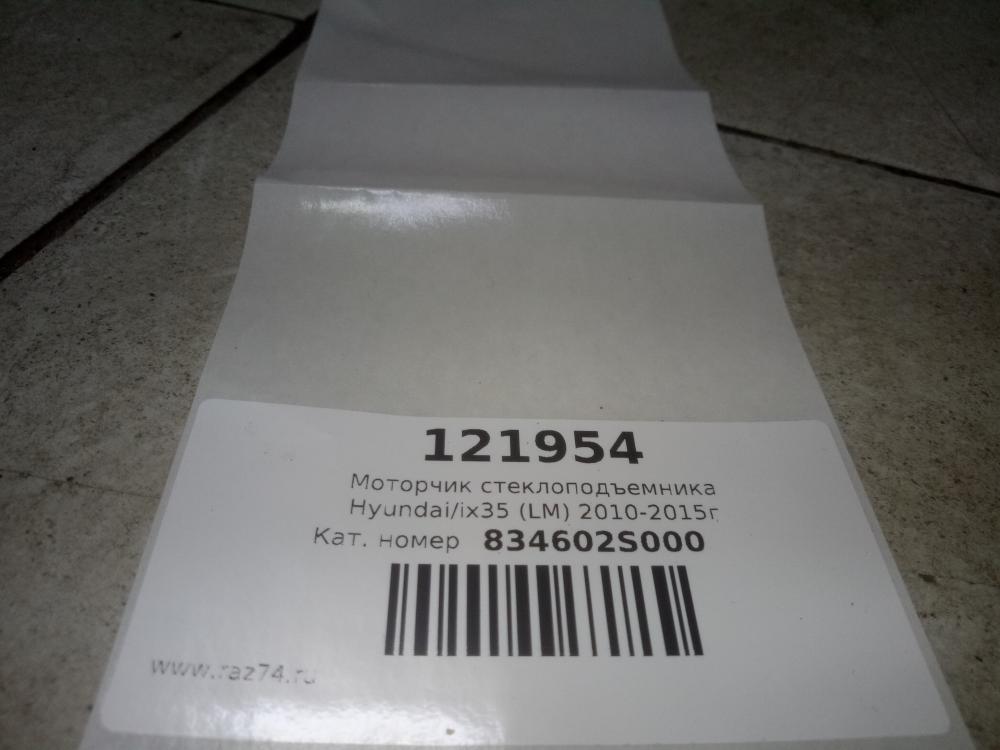 121954
Моторчик стеклоподъемника
Hyundai/ix35 (LM) 2010-2015г
Кат. номер 834602S000
www.raz74.ru